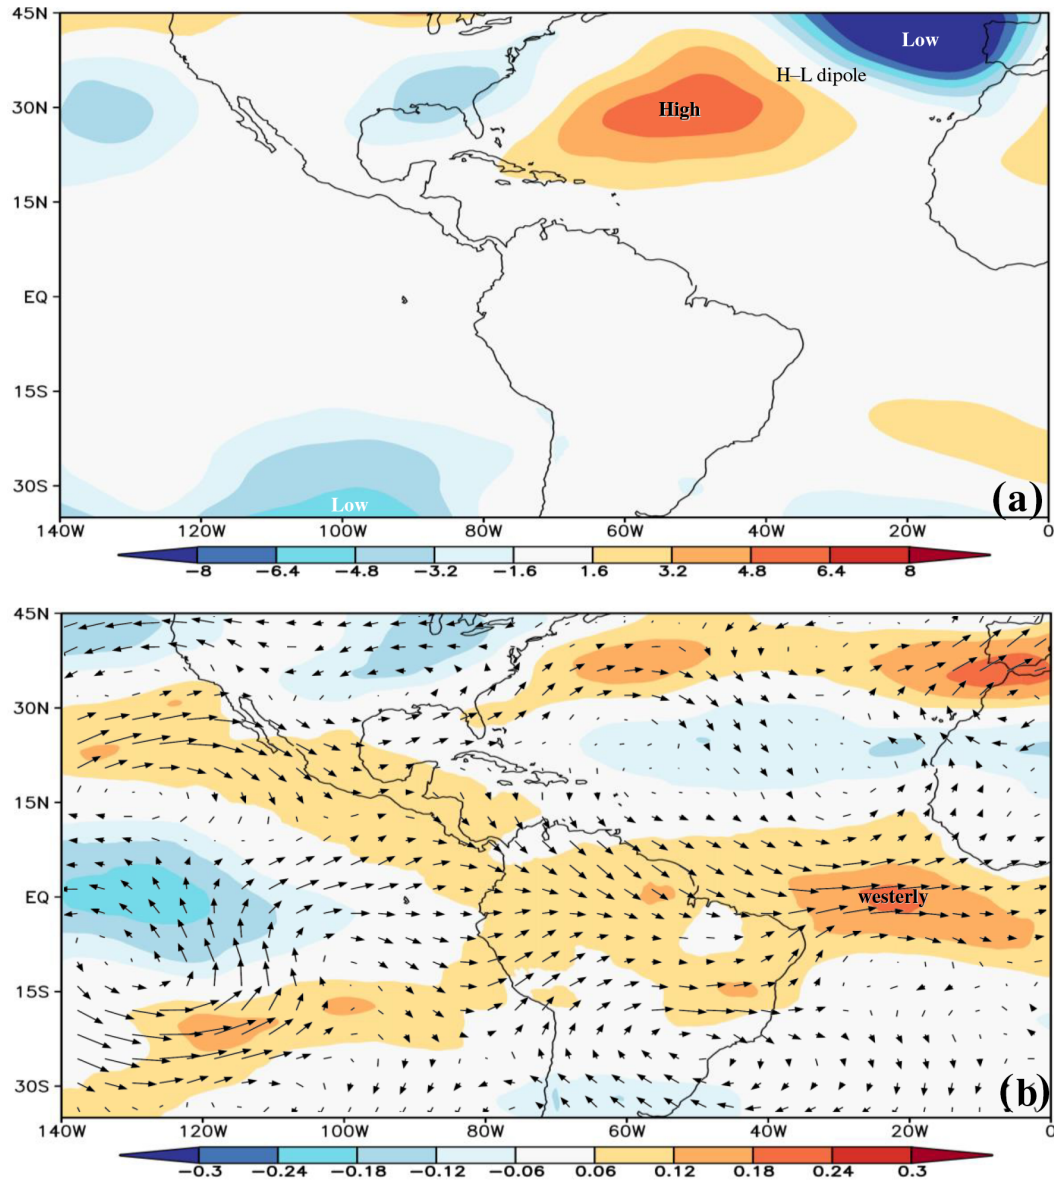 45N
Low
H–L dipole
30N
High
15N
EQ
15S
30S
Low
(a)
140W 120W 100W 80W 60W 40W 20W 0
−8 −6.4 −4.8 −3.2 −1.6 1.6 3.2 4.8 6.4 8
45N
30N
15N
EQ
westerly
15S
30S
(b)
140W 120W 100W 80W 60W 40W 20W 0
−0.3 −0.24 −0.18 −0.12 −0.06 0.06 0.12 0.18 0.24 0.3